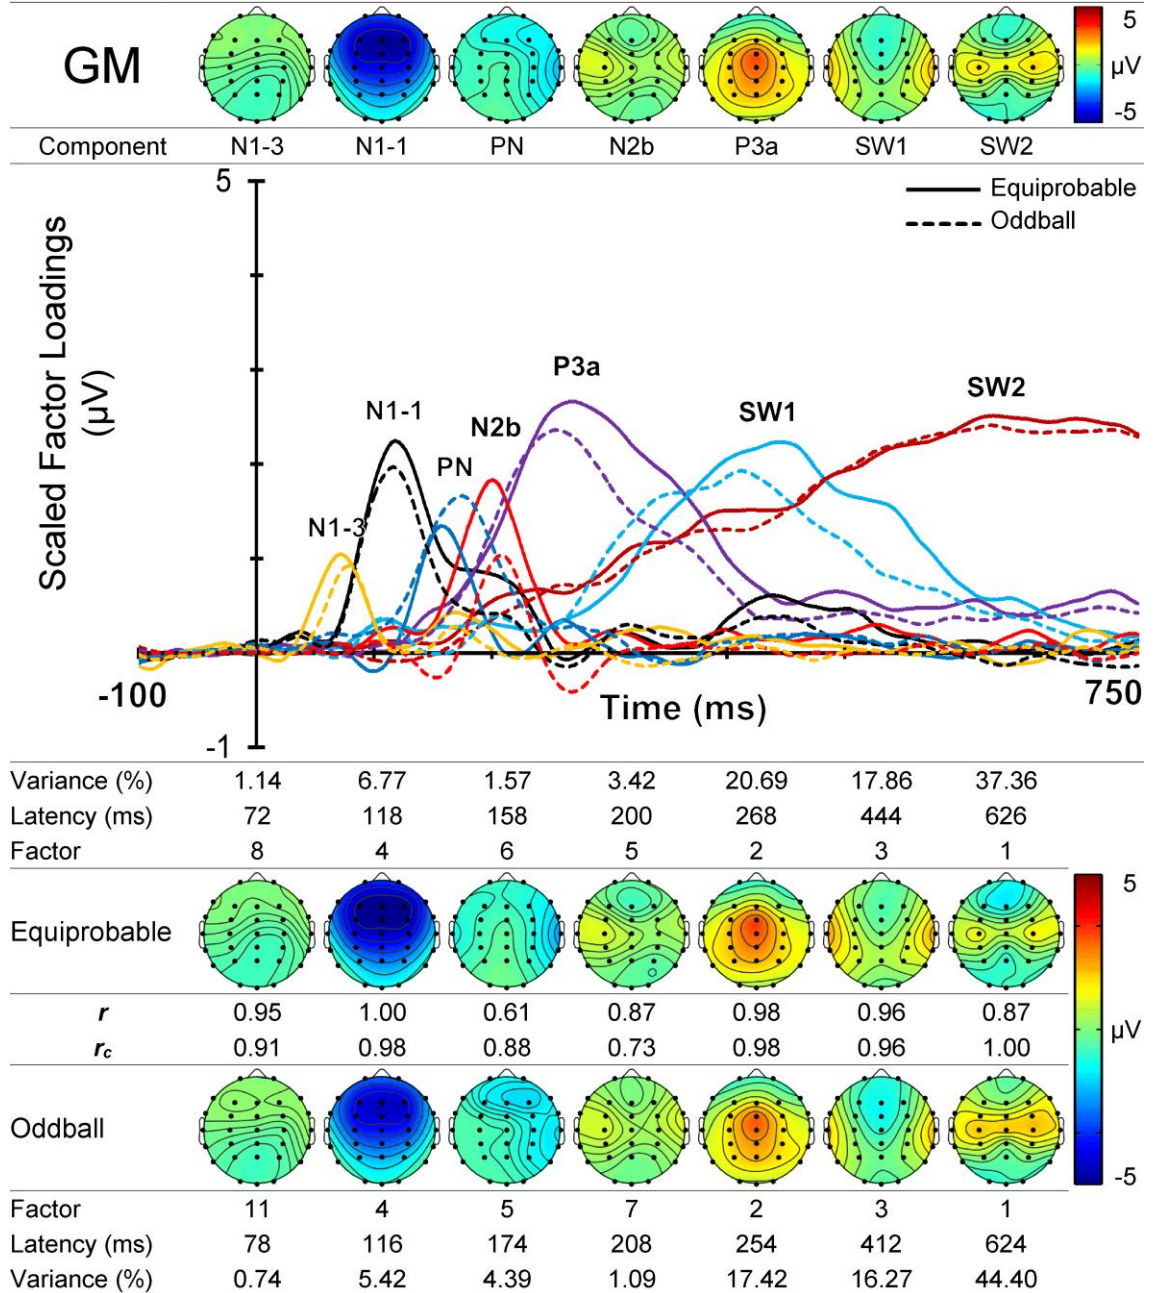 GM
5
µV
-5
Component N1-3 N1-1 PN N2b P3a SW1 SW2
5
Equiprobable
Oddball
Scaled Factor Loadings
(µV)
P3a
SW2
N1-1
SW1
N2b
PN
N1-3
-100
750
Time (ms)
-1
Variance (%) 1.14 6.77 1.57 3.42 20.69 17.86 37.36
Latency (ms) 72 118 158 200 268 444 626
Factor 8 4 6 5 2 3 1
5
Equiprobable
r 0.95 1.00 0.61 0.87 0.98 0.96 0.87
µV
rc 0.91 0.98 0.88 0.73 0.98 0.96 1.00
Oddball
-5
Factor 11 4 5 7 2 3 1
Latency (ms) 78 116 174 208 254 412 624
Variance (%) 0.74 5.42 4.39 1.09 17.42 16.27 44.40